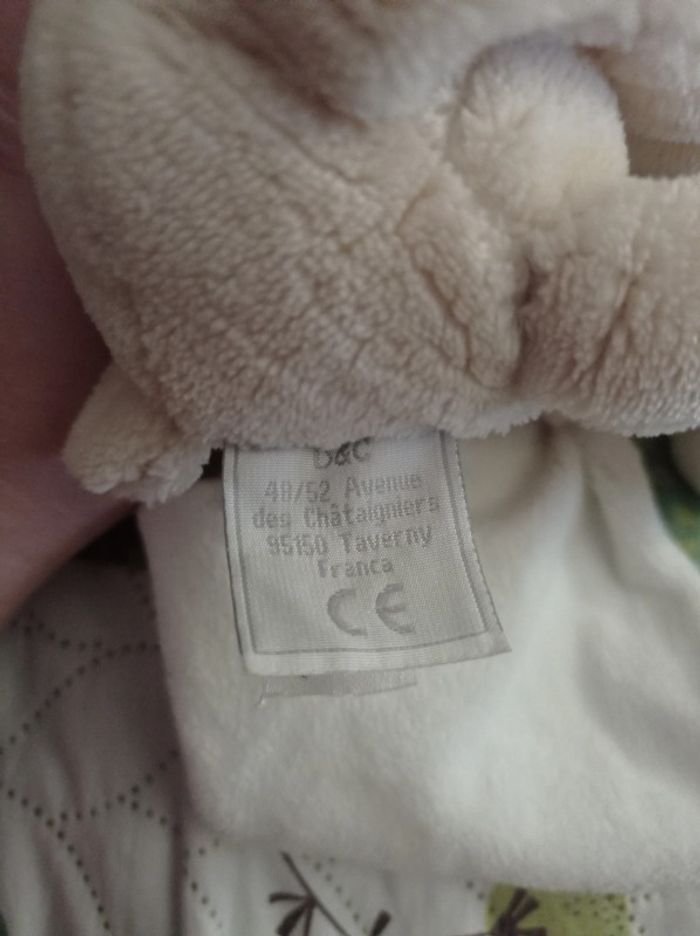 D&C
48/52 Avenue
des Châtaigniers
95150 Taverny
France
CE